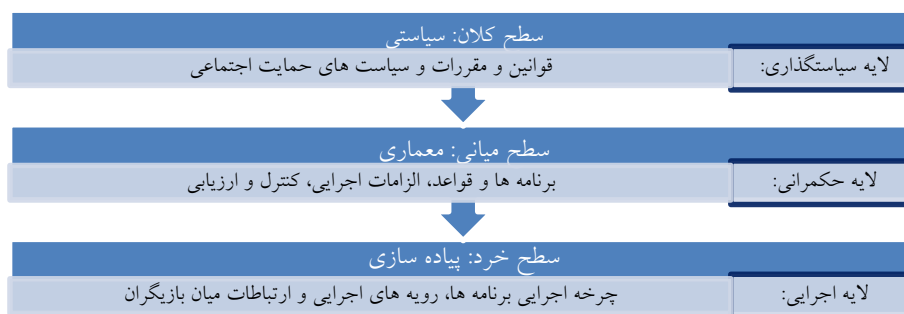 سطح کلان: سیاستی
لایه سیاستگذاری:
قوانین و مقررات و سیاست های حمایت اجتماعی
سطح میانی: معماری
لایه حکمرانی:
برنامه ها و قواعد، الزامات اجرایی، کنترل و ارزیابی
سطح خرد: پیاده سازی
لایه اجرایی:
چرخه اجرایی برنامه ها، رویه های اجرایی و ارتباطات میان بازیگران